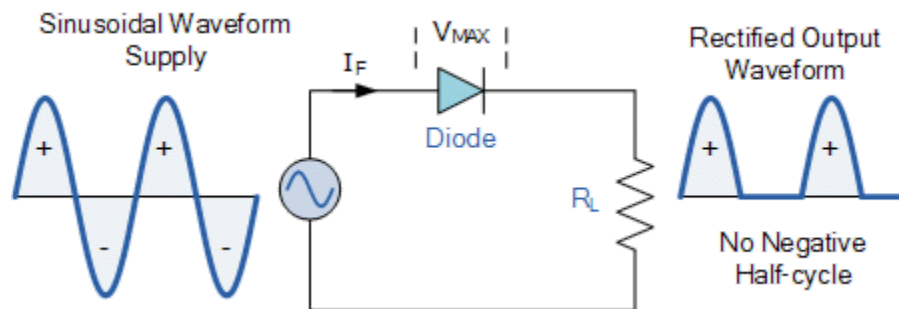 Sinusoidal Waveform
Supply
+
+
-
-
I_F
V_MAX
Diode
R_L
Rectified Output
Waveform
+
+
No Negative
Half-cycle